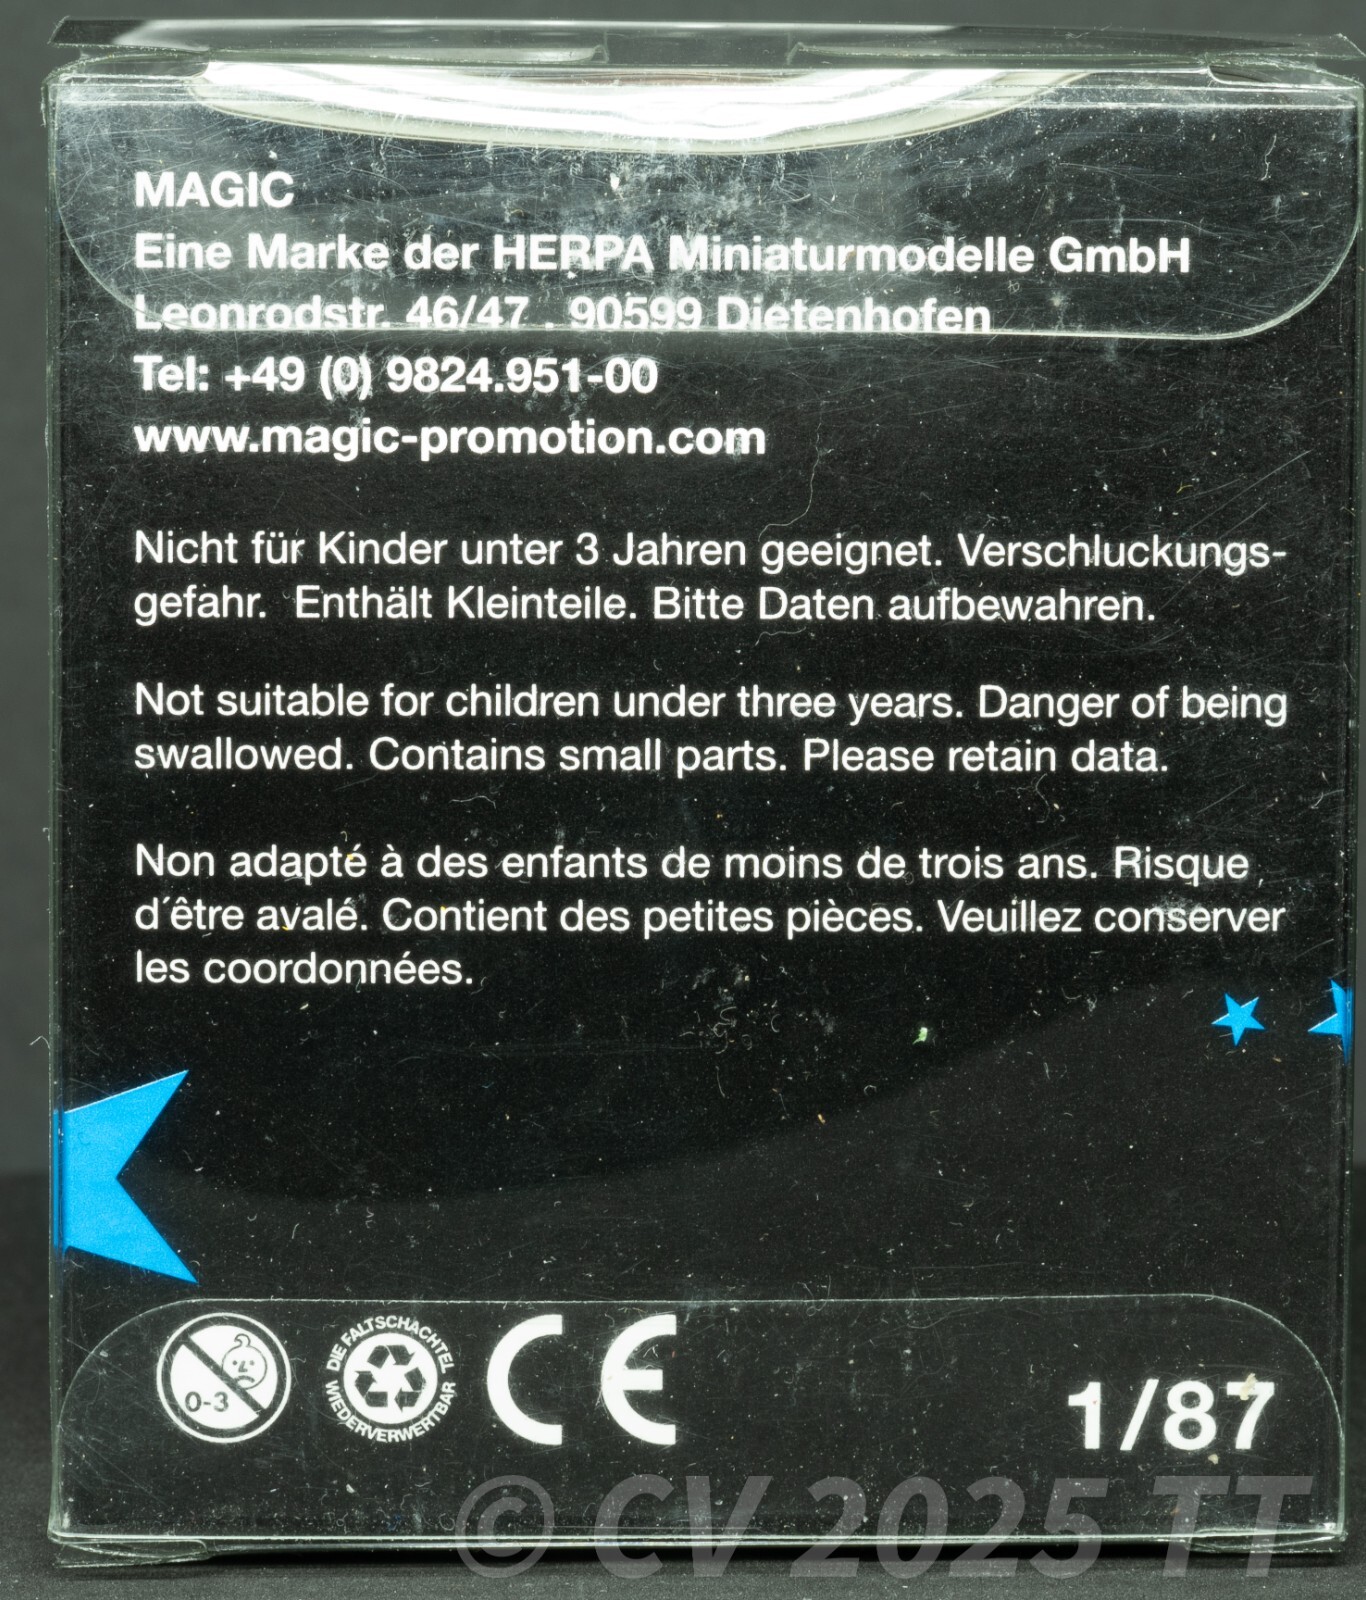 MAGIC
Eine Marke der HERPA Miniaturmodelle GmbH
Leonrodstr. 46/47 . 90599 Dietenhofen
Tel: +49 (0) 9824.951-00
www.magic-promotion.com
Nicht für Kinder unter 3 Jahren geeignet. Verschluckungs-
gefahr. Enthält Kleinteile. Bitte Daten aufbewahren.
Not suitable for children under three years. Danger of being
swallowed. Contains small parts. Please retain data.
Non adapté à des enfants de moins de trois ans. Risque
d´être avalé. Contient des petites pièces. Veuillez conserver
les coordonnées.
0-3
DIE FALTSCHACHTEL
WIEDERVERWERTBAR
CE
1/87
© CV 2025 TT